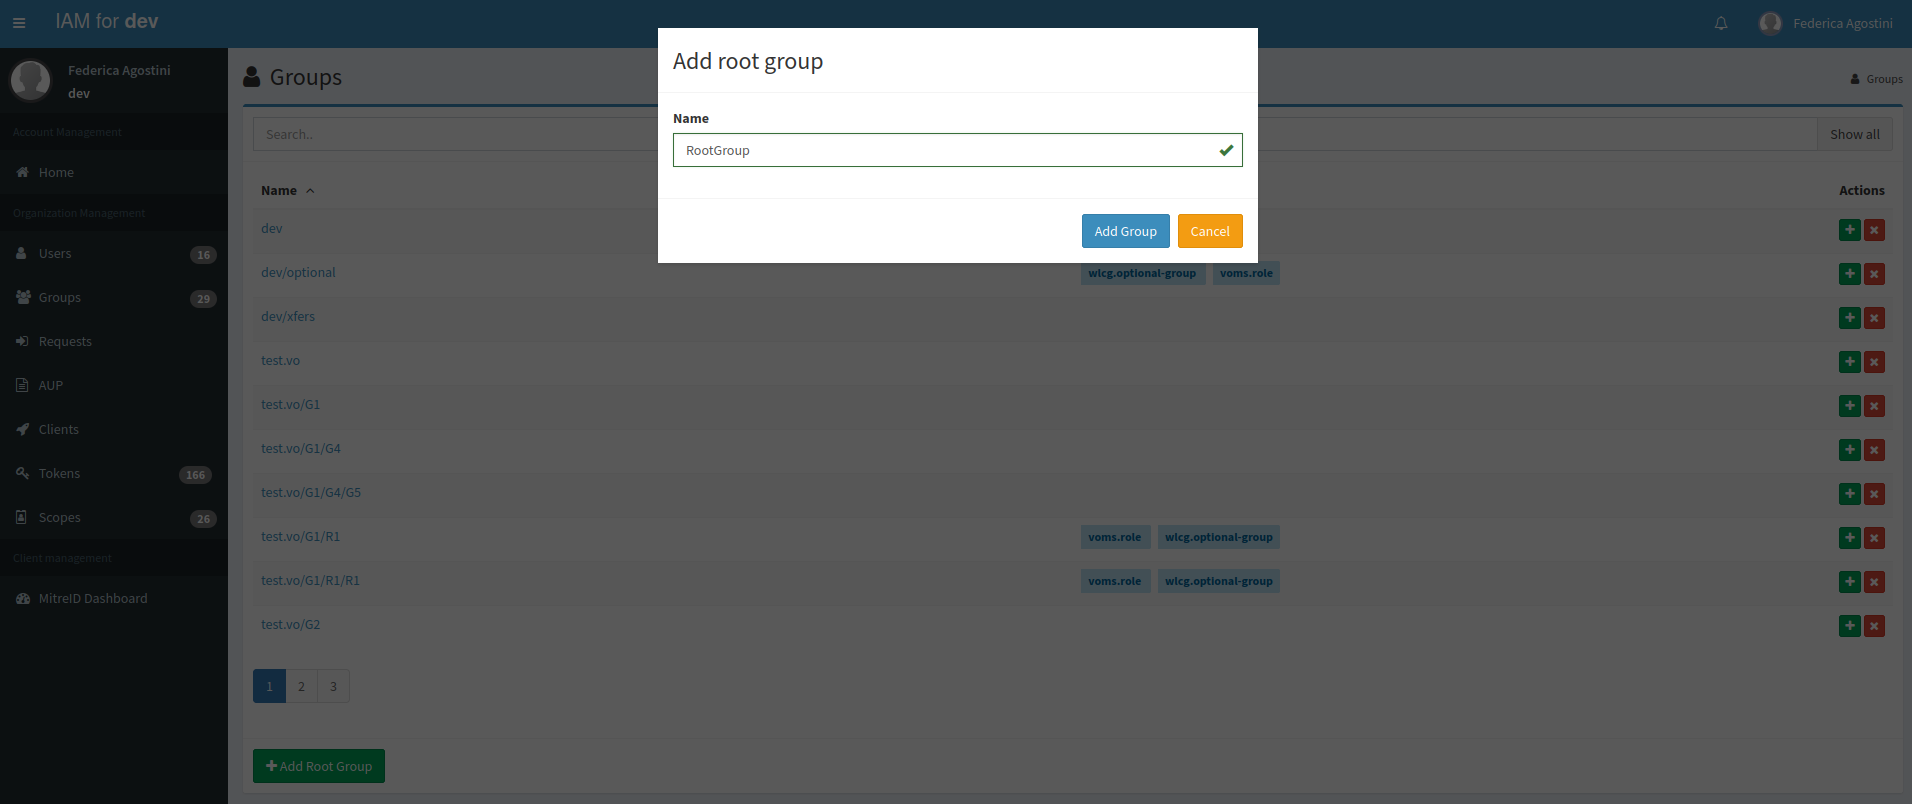 IAM for dev
Federica Agostini
Federica Agostini
dev
Account Management
Home
Organization Management
Users 16
Groups 29
Requests
AUP
Clients
Tokens 166
Scopes 26
Client management
MitreID Dashboard
Groups
Groups
Search..
Show all
Name
Actions
dev
dev/optional wlcg.optional-group voms.role
dev/xfers
test.vo
test.vo/G1
test.vo/G1/G4
test.vo/G1/G4/G5
test.vo/G1/R1 voms.role wlcg.optional-group
test.vo/G1/R1/R1 voms.role wlcg.optional-group
test.vo/G2
1 2 3
Add Root Group
Add root group
Name
RootGroup
Add Group Cancel